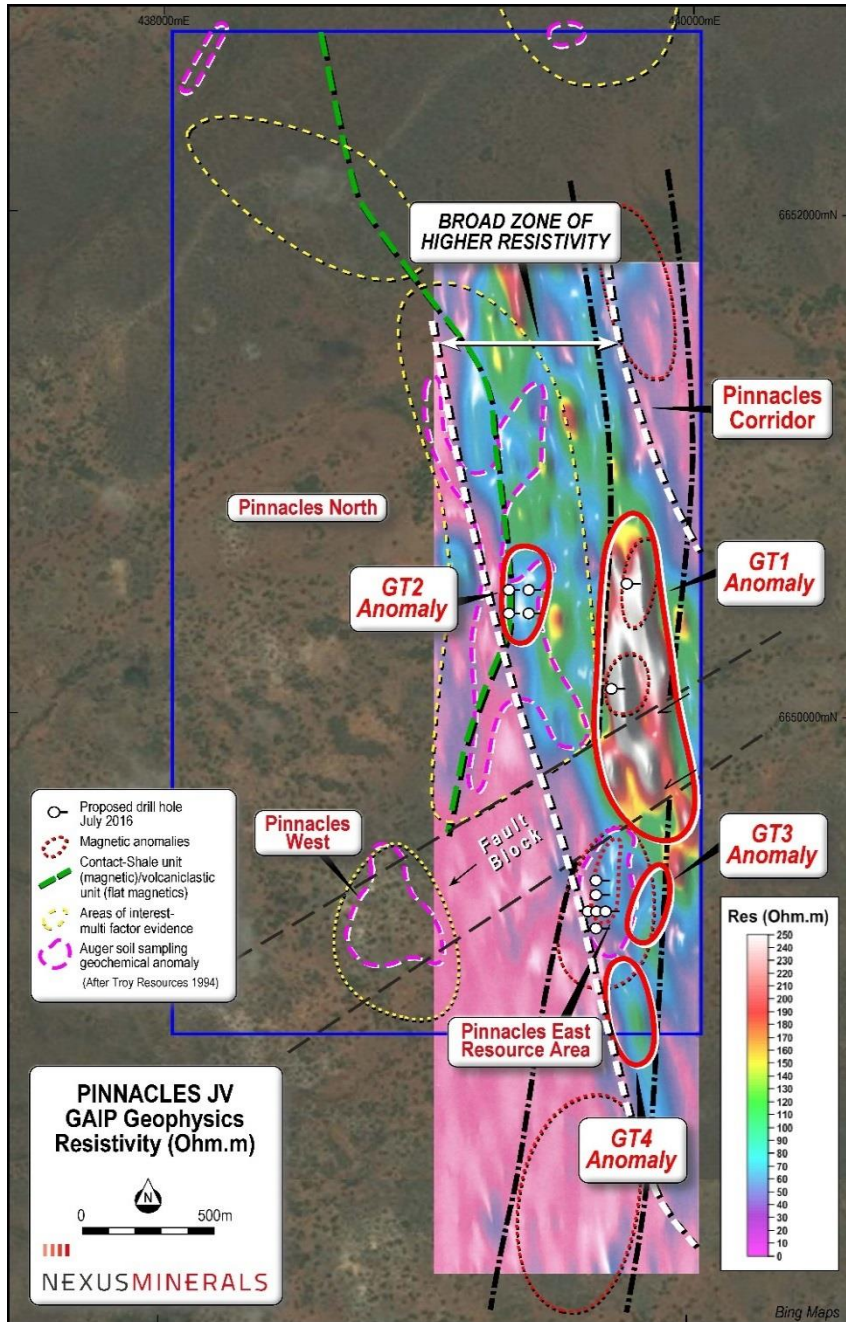 438000mE
440000mE
BROAD ZONE OF
HIGHER RESISTIVITY
6652000mN
Pinnacles
Corridor
Pinnacles North
GT2
Anomaly
GT1
Anomaly
6650000mN
Proposed drill hole
July 2016
Magnetic anomalies
Contact-Shale unit
(magnetic)/volcaniclastic
unit (flat magnetics)
Areas of interest-
multi factor evidence
Auger soil sampling
geochemical anomaly
(After Troy Resources 1994)
Pinnacles
West
Fault
Block
GT3
Anomaly
Pinnacles East
Resource Area
GT4
Anomaly
Res (Ohm.m)
250
240
230
220
210
200
190
180
170
160
150
140
130
120
110
100
90
80
70
60
50
40
30
20
10
0
PINNACLES JV
GAIP Geophysics
Resistivity (Ohm.m)
N
0 500m
NEXUSMINERALS
Bing Maps